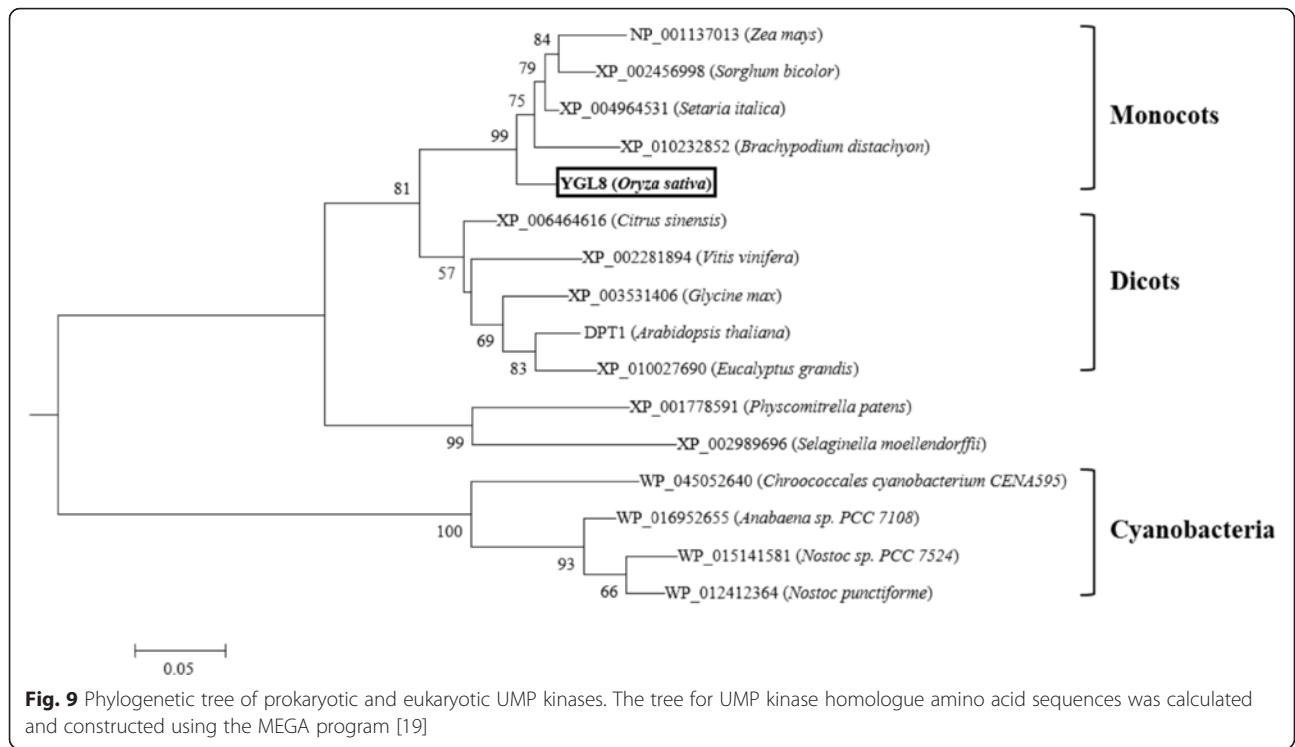 NP_001137013 (Zea mays)
84
XP_002456998 (Sorghum bicolor)
79
XP_004964531 (Setaria italica)
75
Monocots
99
XP_010232852 (Brachypodium distachyon)
YGL8 (Oryza sativa)
81
XP_006464616 (Citrus sinensis)
57
XP_002281894 (Vitis vinifera)
Dicots
XP_003531406 (Glycine max)
69
DPT1 (Arabidopsis thaliana)
83
XP_010027690 (Eucalyptus grandis)
XP_001778591 (Physcomitrella patens)
99
XP_002989696 (Selaginella moellendorffii)
WP_045052640 (Chroococcales cyanobacterium CENA595)
100
WP_016952655 (Anabaena sp. PCC 7108)
Cyanobacteria
93
WP_015141581 (Nostoc sp. PCC 7524)
66
WP_012412364 (Nostoc punctiforme)
0.05
Fig. 9 Phylogenetic tree of prokaryotic and eukaryotic UMP kinases. The tree for UMP kinase homologue amino acid sequences was calculated
and constructed using the MEGA program [19]